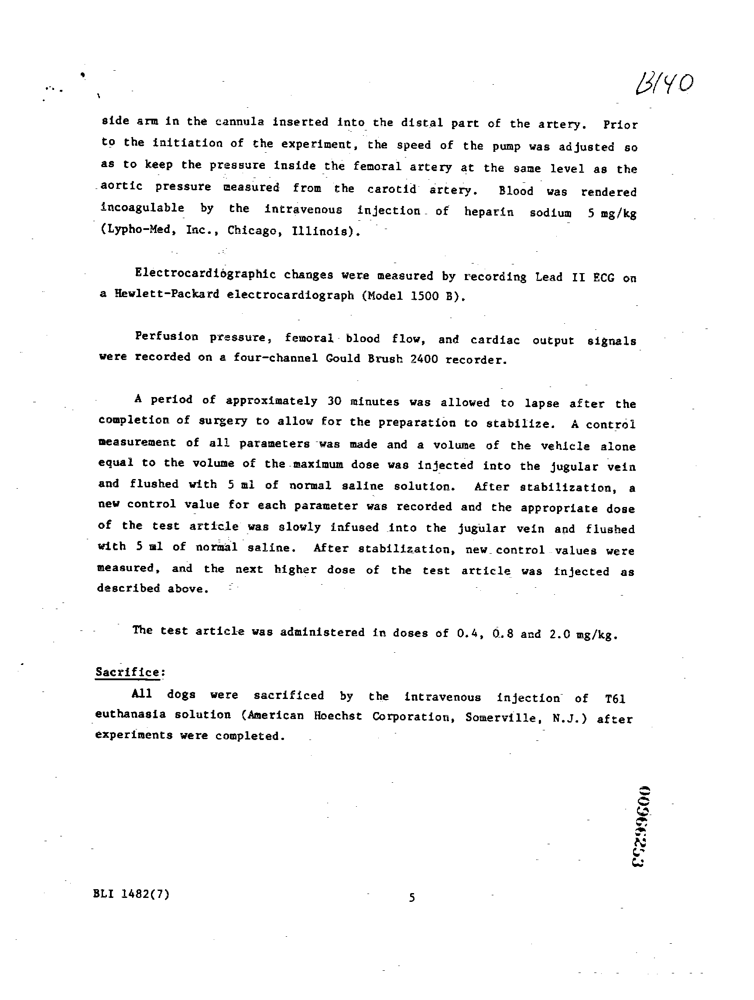 B140
side arm in the cannula inserted into the distal part of the artery. Prior
to the initiation of the experiment, the speed of the pump was adjusted so
as to keep the pressure inside the femoral artery at the same level as the
aortic pressure measured from the carotid artery. Blood was rendered
incoagulable by the intravenous injection of heparin sodium 5 mg/kg
(Lypho-Med, Inc., Chicago, Illinois).
Electrocardiographic changes were measured by recording Lead II ECG on
a Hewlett-Packard electrocardiograph (Model 1500 B).
Perfusion pressure, femoral blood flow, and cardiac output signals
were recorded on a four-channel Gould Brush 2400 recorder.
A period of approximately 30 minutes was allowed to lapse after the
completion of surgery to allow for the preparation to stabilize. A control
measurement of all parameters was made and a volume of the vehicle alone
equal to the volume of the maximum dose was injected into the jugular vein
and flushed with 5 ml of normal saline solution. After stabilization, a
new control value for each parameter was recorded and the appropriate dose
of the test article was slowly infused into the jugular vein and flushed
with 5 ml of normal saline. After stabilization, new control values were
measured, and the next higher dose of the test article was injected as
described above.
The test article was administered in doses of 0.4, 0.8 and 2.0 mg/kg.
Sacrifice:
All dogs were sacrificed by the intravenous injection of T61
euthanasia solution (American Hoechst Corporation, Somerville, N.J.) after
experiments were completed.
00966253
BLI 1482(7)
5